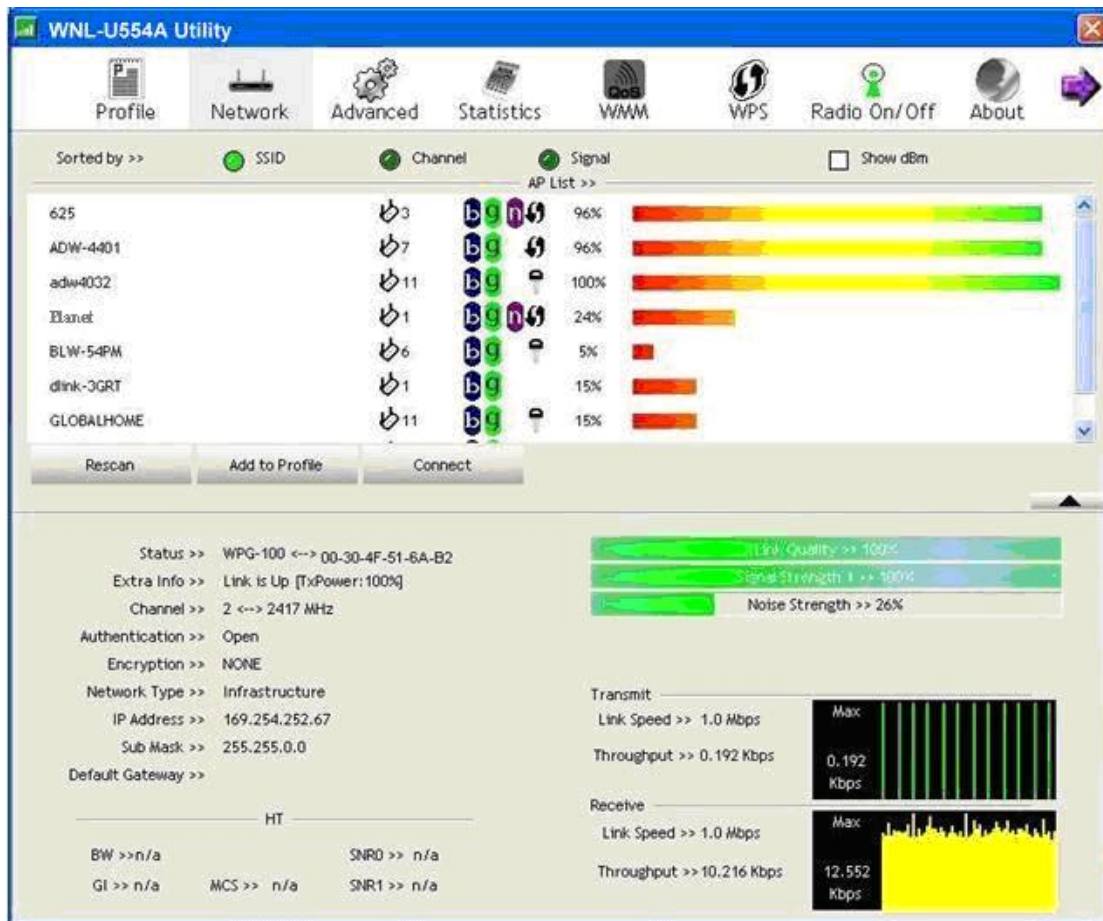 WNL-U554A Utility
Profile Network Advanced Statistics WMM WPS Radio On/Off About
Sorted by >> SSID Channel Signal Show dBm
AP List >>
625 3 b g n 96%
ADW-4401 7 b g 96%
adw4032 11 b g 100%
Planet 1 b g n 24%
BLW-54PM 6 b g 5%
dlink-3GRT 1 b g 15%
GLOBALHOME 11 b g 15%
Rescan Add to Profile Connect
Status >> WPG-100 <--> 00-30-4F-51-6A-B2
Extra Info >> Link is Up [TxPower:100%]
Channel >> 2 <--> 2417 MHz
Authentication >> Open
Encryption >> NONE
Network Type >> Infrastructure
IP Address >> 169.254.252.67
Sub Mask >> 255.255.0.0
Default Gateway >>
HT
BW >>n/a SNR0 >> n/a
GI >> n/a MCS >> n/a SNR1 >> n/a
Link Quality >> 100%
Signal Strength 1 >> 100%
Noise Strength >> 26%
Transmit
Link Speed >> 1.0 Mbps
Throughput >> 0.192 Kbps
Max
0.192
Kbps
Receive
Link Speed >> 1.0 Mbps
Throughput >> 10.216 Kbps
Max
12.552
Kbps